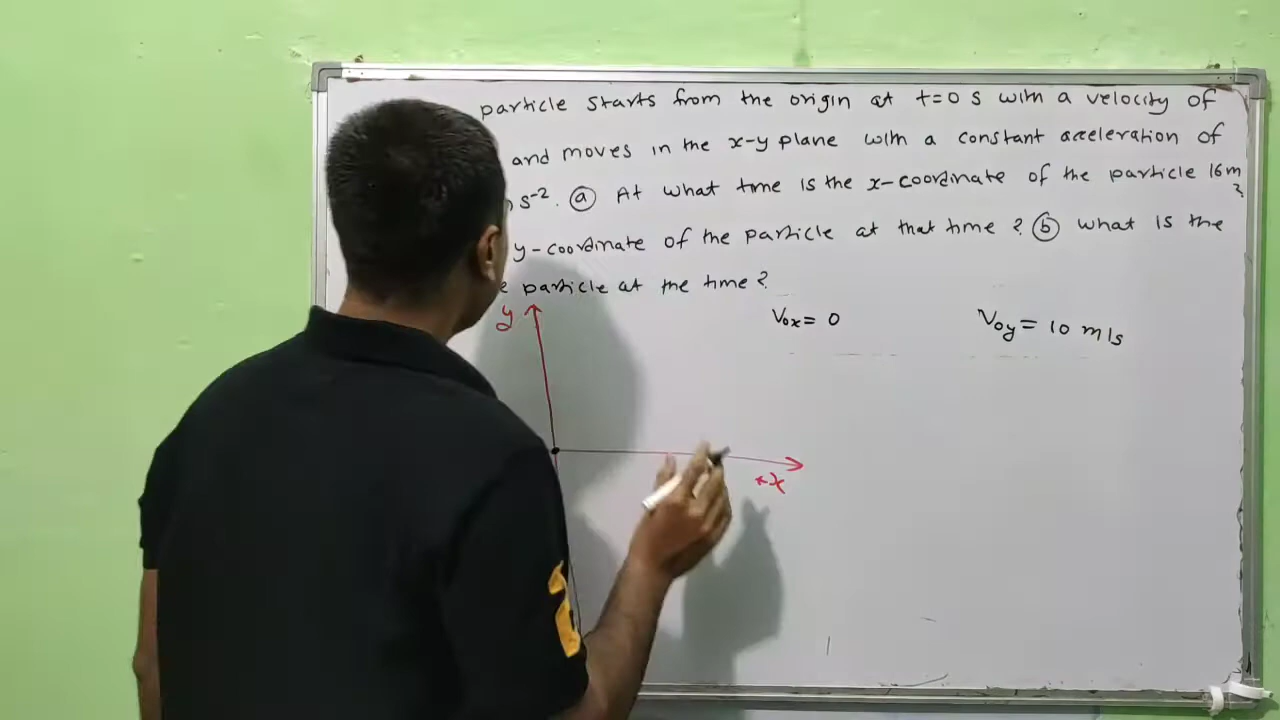 particle starts from the origin at t=0 s with a velocity of
and moves in the x-y plane with a constant acceleration of
s⁻². ⓐ At what time is the x-coordinate of the particle 16m
?
y-coordinate of the particle at that time? ⓑ What is the
particle at the time?
y
V₀ₓ = 0
V₀y = 10 m/s
+x